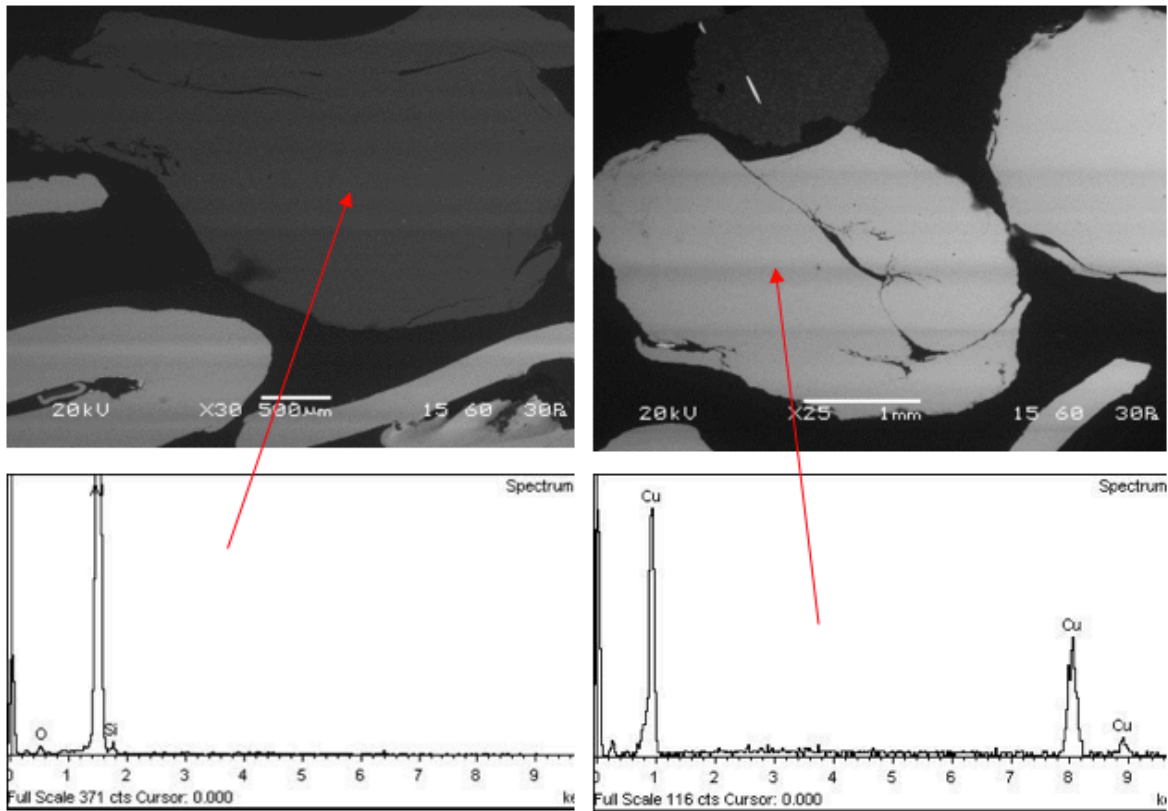 20kV X30 500µm 15 60 30Pa
20kV X25 1mm 15 60 30Pa
Spectrum
Al
O
Si
0 1 2 3 4 5 6 7 8 9
Full Scale 371 cts Cursor: 0.000
Spectrum
Cu
Cu
Cu
0 1 2 3 4 5 6 7 8 9
Full Scale 116 cts Cursor: 0.000